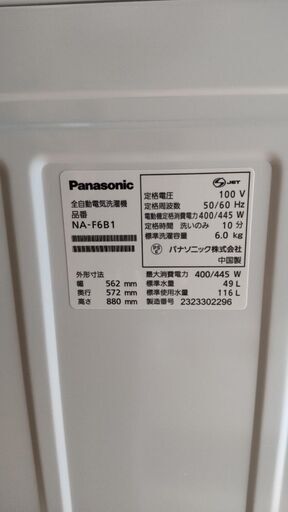 Panasonic
全自動電気洗濯機
品番
NA-F6B1
外形寸法
幅 562 mm
奥行 572 mm
高さ 880 mm
JET
定格電圧 100 V
定格周波数 50/60 Hz
電動機定格消費電力 400/445 W
定格時間 洗いのみ 10 分
標準洗濯容量 6.0 kg
パナソニック株式会社
中国製
最大消費電力 400/445 W
標準水量 49 L
標準使用水量 116 L
製造番号 2323302296